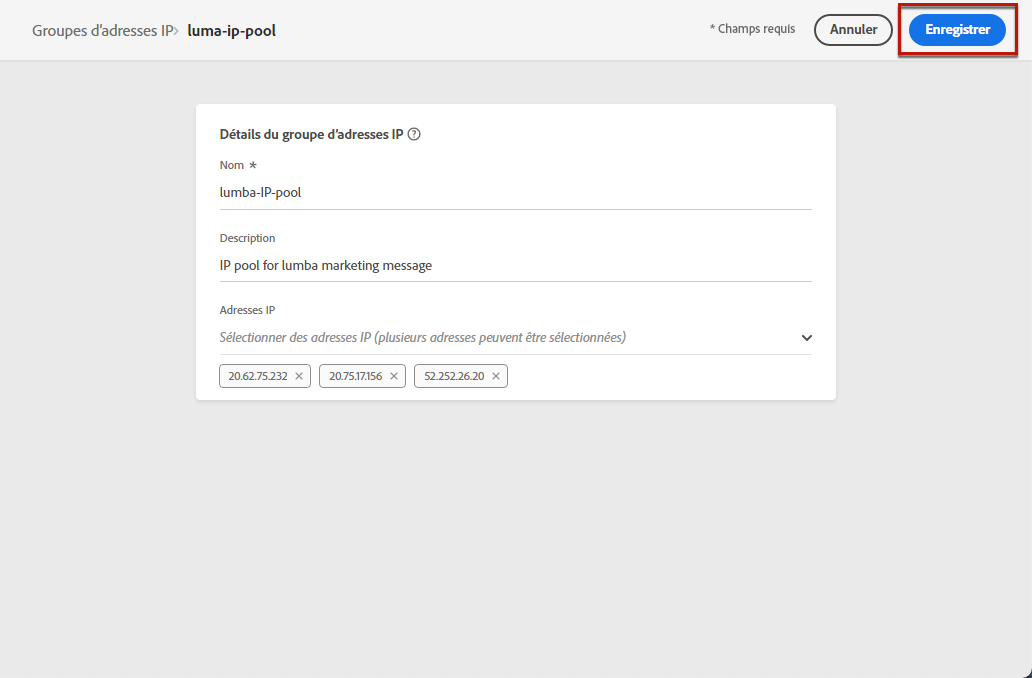 Groupes d'adresses IP> luma-ip-pool
* Champs requis
Annuler
Enregistrer
Détails du groupe d'adresses IP ?
Nom *
lumba-IP-pool
Description
IP pool for lumba marketing message
Adresses IP
Sélectionner des adresses IP (plusieurs adresses peuvent être sélectionnées)
20.62.75.232 × 20.75.17.156 × 52.252.26.20 ×